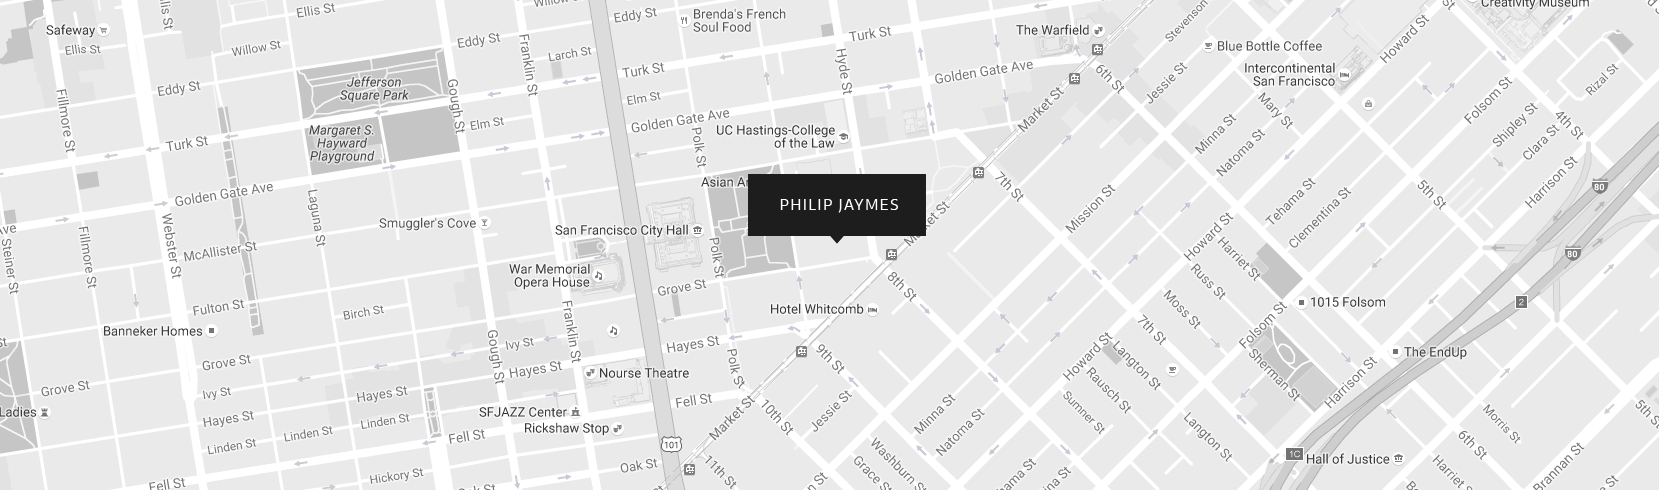 Ellis St
Willow St
Eddy St
Brenda's French
Soul Food
The Warfield
Stevenson
Creativity Museum
Safeway
Ellis St
Willow St
Eddy St
Larch St
Turk St
Blue Bottle Coffee
Howard St
Ellis St
Franklin St
Hyde St
Turk St
Golden Gate Ave
6th St
Jessie St
Intercontinental
San Francisco
Rizal St
Eddy St
Jefferson
Square Park
Gough St
Elm St
Market St
Mary St
Folsom St
Fillmore St
Elm St
Golden Gate Ave
UC Hastings-College
of the Law
Minna St
Natoma St
Shipley St
Clara St
4th St
Turk St
Margaret S.
Hayward
Playground
Polk St
Asian Ar
7th St
Mission St
Tehama St
Clementina St
5th St
Harrison St
80
Golden Gate Ave
Laguna St
PHILIP JAYMES
Smuggler's Cove
San Francisco City Hall
Market St
Howard St
Harriet St
Ave
Steiner St
Fillmore St
Webster St
McAllister St
Polk St
80
War Memorial
Opera House
Grove St
8th St
Russ St
Moss St
1015 Folsom
2
Fulton St
Birch St
Franklin St
Hotel Whitcomb
7th St
Folsom St
Banneker Homes
Gough St
Ivy St
Hayes St
9th St
Howard St
Langton St
Sherman St
The EndUp
Grove St
Hayes St
Nourse Theatre
Polk St
Rausch St
Harrison St
Grove St
Ivy St
Hayes St
Fell St
Jessie St
Minna St
Natoma St
Sumner St
Langton St
Morris St
5th St
Ladies
Hayes St
Linden St
SFJAZZ Center
Rickshaw Stop
Market St
10th St
6th St
Linden St
Linden St
Fell St
101
Washburn St
Grace St
1C
Hall of Justice
Harriet St
Brannan St
Fell St
Hickory St
Oak St
11th St
hama St